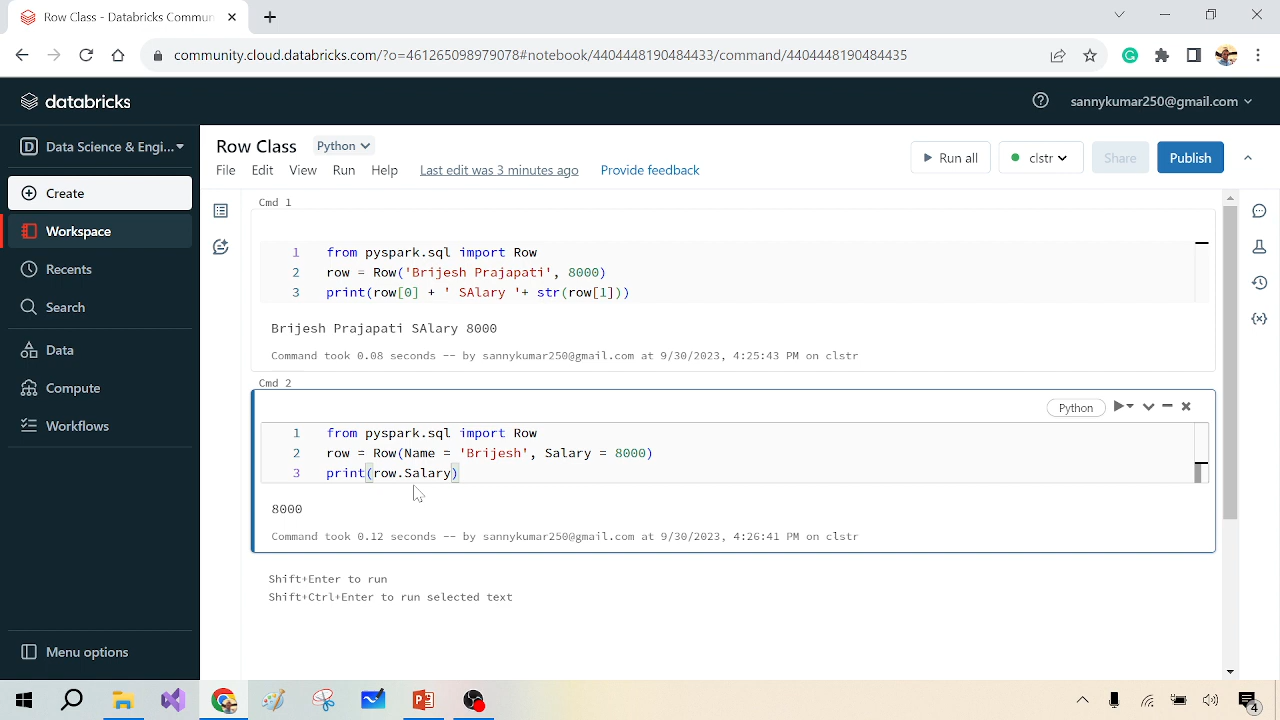 Row Class - Databricks Commun
community.cloud.databricks.com/?o=461265098979078#notebook/4404448190484433/command/4404448190484435
databricks
sannykumar250@gmail.com
D Data Science & Engi...
Row Class Python
Run all clstr Share Publish
File Edit View Run Help Last edit was 3 minutes ago Provide feedback
Create
Workspace
Recents
Search
Data
Compute
Workflows
Menu options
Cmd 1
1 from pyspark.sql import Row
2 row = Row('Brijesh Prajapati', 8000)
3 print(row[0] + ' SAlary '+ str(row[1]))
Brijesh Prajapati SAlary 8000
Command took 0.08 seconds -- by sannykumar250@gmail.com at 9/30/2023, 4:25:43 PM on clstr
Cmd 2
Python
1 from pyspark.sql import Row
2 row = Row(Name = 'Brijesh', Salary = 8000)
3 print(row.Salary)
8000
Command took 0.12 seconds -- by sannykumar250@gmail.com at 9/30/2023, 4:26:41 PM on clstr
Shift+Enter to run
Shift+Ctrl+Enter to run selected text
4